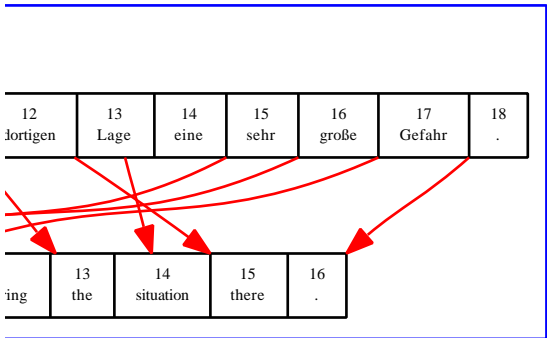 12 13 14 15 16 17 18
dortigen Lage eine sehr große Gefahr .
13 14 15 16
the situation there .